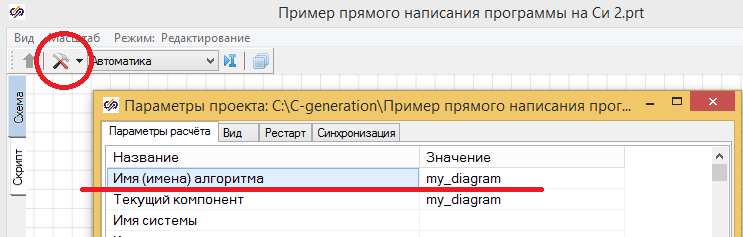 Пример прямого написания программы на Си 2.prt
Вид Масштаб Режим: Редактирование
Автоматика
Схема
Скрипт
Параметры проекта: C:\C-generation\Пример прямого написания прог...
Параметры расчёта Вид Рестарт Синхронизация
Название Значение
Имя (имена) алгоритма my_diagram
Текущий компонент my_diagram
Имя системы